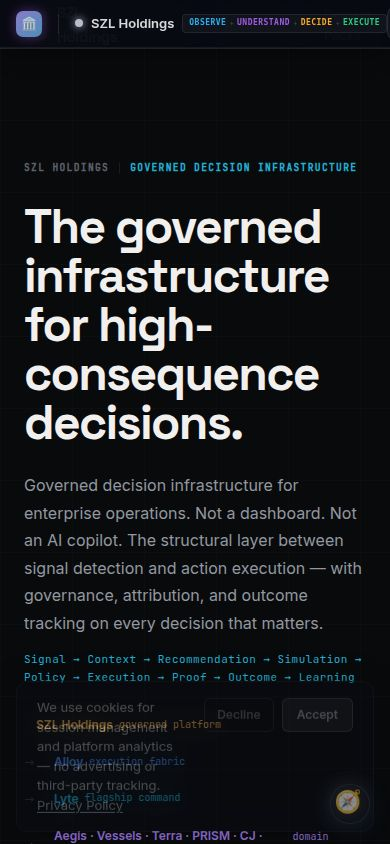 SZL Holdings
OBSERVE · UNDERSTAND · DECIDE · EXECUTE
SZL HOLDINGS | GOVERNED DECISION INFRASTRUCTURE
The governed
infrastructure
for high-
consequence
decisions.
Governed decision infrastructure for
enterprise operations. Not a dashboard. Not
an AI copilot. The structural layer between
signal detection and action execution — with
governance, attribution, and outcome
tracking on every decision that matters.
Signal → Context → Recommendation → Simulation →
Policy → Execution → Proof → Outcome → Learning
We use cookies for
session management
and platform analytics
— no advertising or
third-party tracking.
Privacy Policy
Decline
Accept
SZL Holdings governed platform
→ Alloy execution fabric
→ Lyte flagship command
Aegis · Vessels · Terra · PRISM · CJ · domain